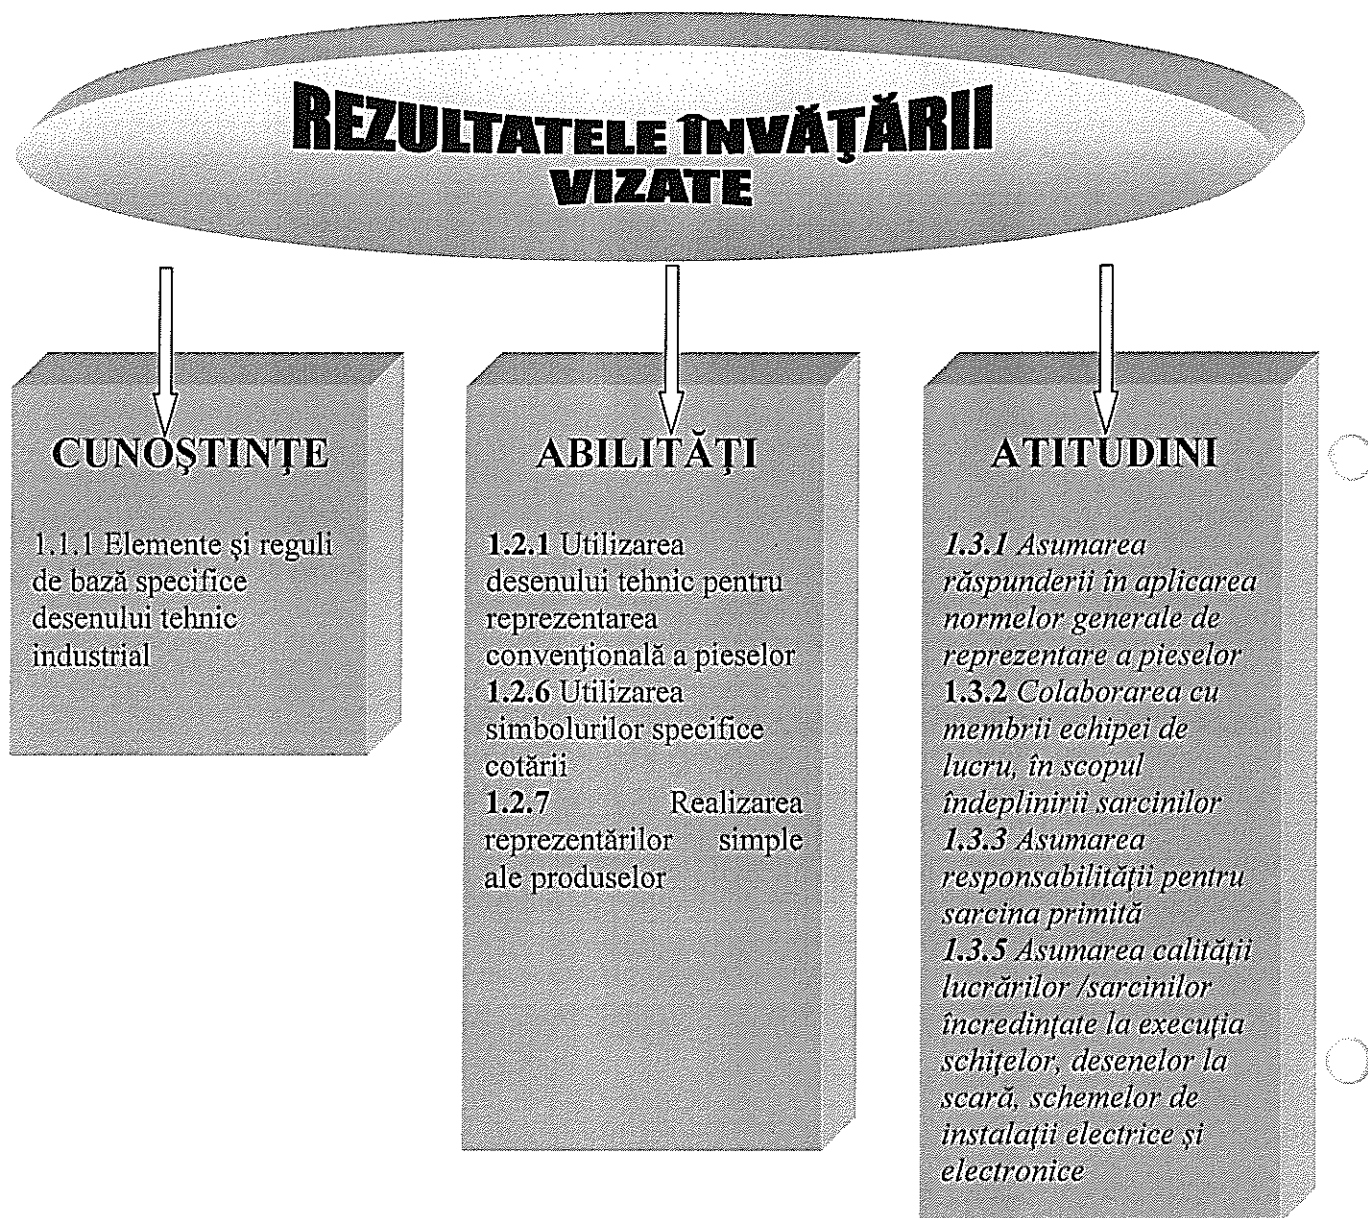 REZULTATELE ÎNVĂŢĂRII
VIZATE
CUNOŞTINŢE
1.1.1 Elemente şi reguli
de bază specifice
desenului tehnic
industrial
ABILITĂŢI
1.2.1 Utilizarea
desenului tehnic pentru
reprezentarea
convenţională a pieselor
1.2.6 Utilizarea
simbolurilor specifice
cotării
1.2.7 Realizarea
reprezentărilor simple
ale produselor
ATITUDINI
1.3.1 Asumarea
răspunderii în aplicarea
normelor generale de
reprezentare a pieselor
1.3.2 Colaborarea cu
membrii echipei de
lucru, în scopul
îndeplinirii sarcinilor
1.3.3 Asumarea
responsabilităţii pentru
sarcina primită
1.3.5 Asumarea calităţii
lucrărilor /sarcinilor
încredinţate la execuţia
schiţelor, desenelor la
scară, schemelor de
instalaţii electrice şi
electronice